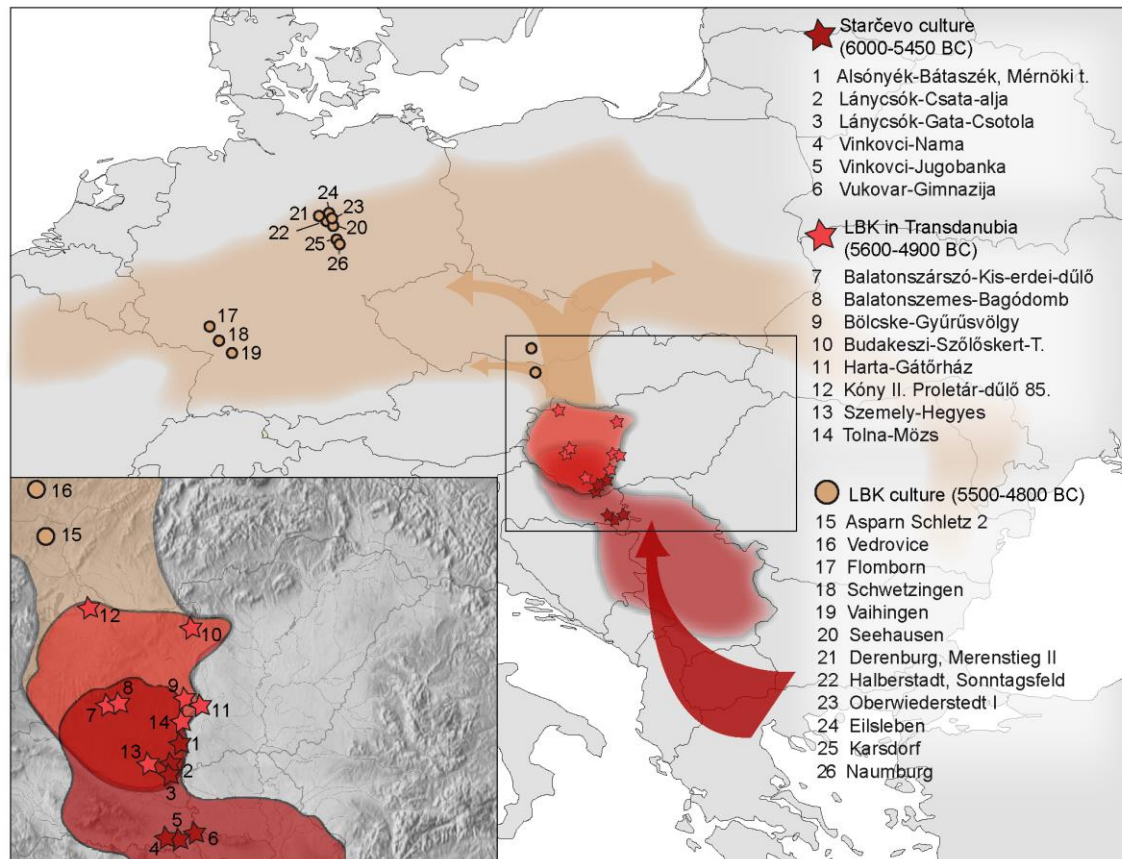 Starčevo culture
(6000-5450 BC)
1 Alsónyék-Bátaszék, Mérnöki t.
2 Lánycsók-Csata-alja
3 Lánycsók-Gata-Csotola
4 Vinkovci-Nama
5 Vinkovci-Jugobanka
6 Vukovar-Gimnazija
LBK in Transdanubia
(5600-4900 BC)
7 Balatonszárszó-Kis-erdei-dűlő
8 Balatonszemes-Bagódomb
9 Bölcske-Gyűrűsvölgy
10 Budakeszi-Szőlőskert-T.
11 Harta-Gátőrház
12 Kóny II. Proletár-dűlő 85.
13 Szemely-Hegyes
14 Tolna-Mözs
LBK culture (5500-4800 BC)
15 Asparn Schletz 2
16 Vedrovice
17 Flomborn
18 Schwetzingen
19 Vaihingen
20 Seehausen
21 Derenburg, Merenstieg II
22 Halberstadt, Sonntagsfeld
23 Oberwiederstedt I
24 Eilsleben
25 Karsdorf
26 Naumburg
24
21
23
22
20
25
26
17
18
19
16
15
12
10
8
9
7
11
14
1
13
2
3
5
6
4